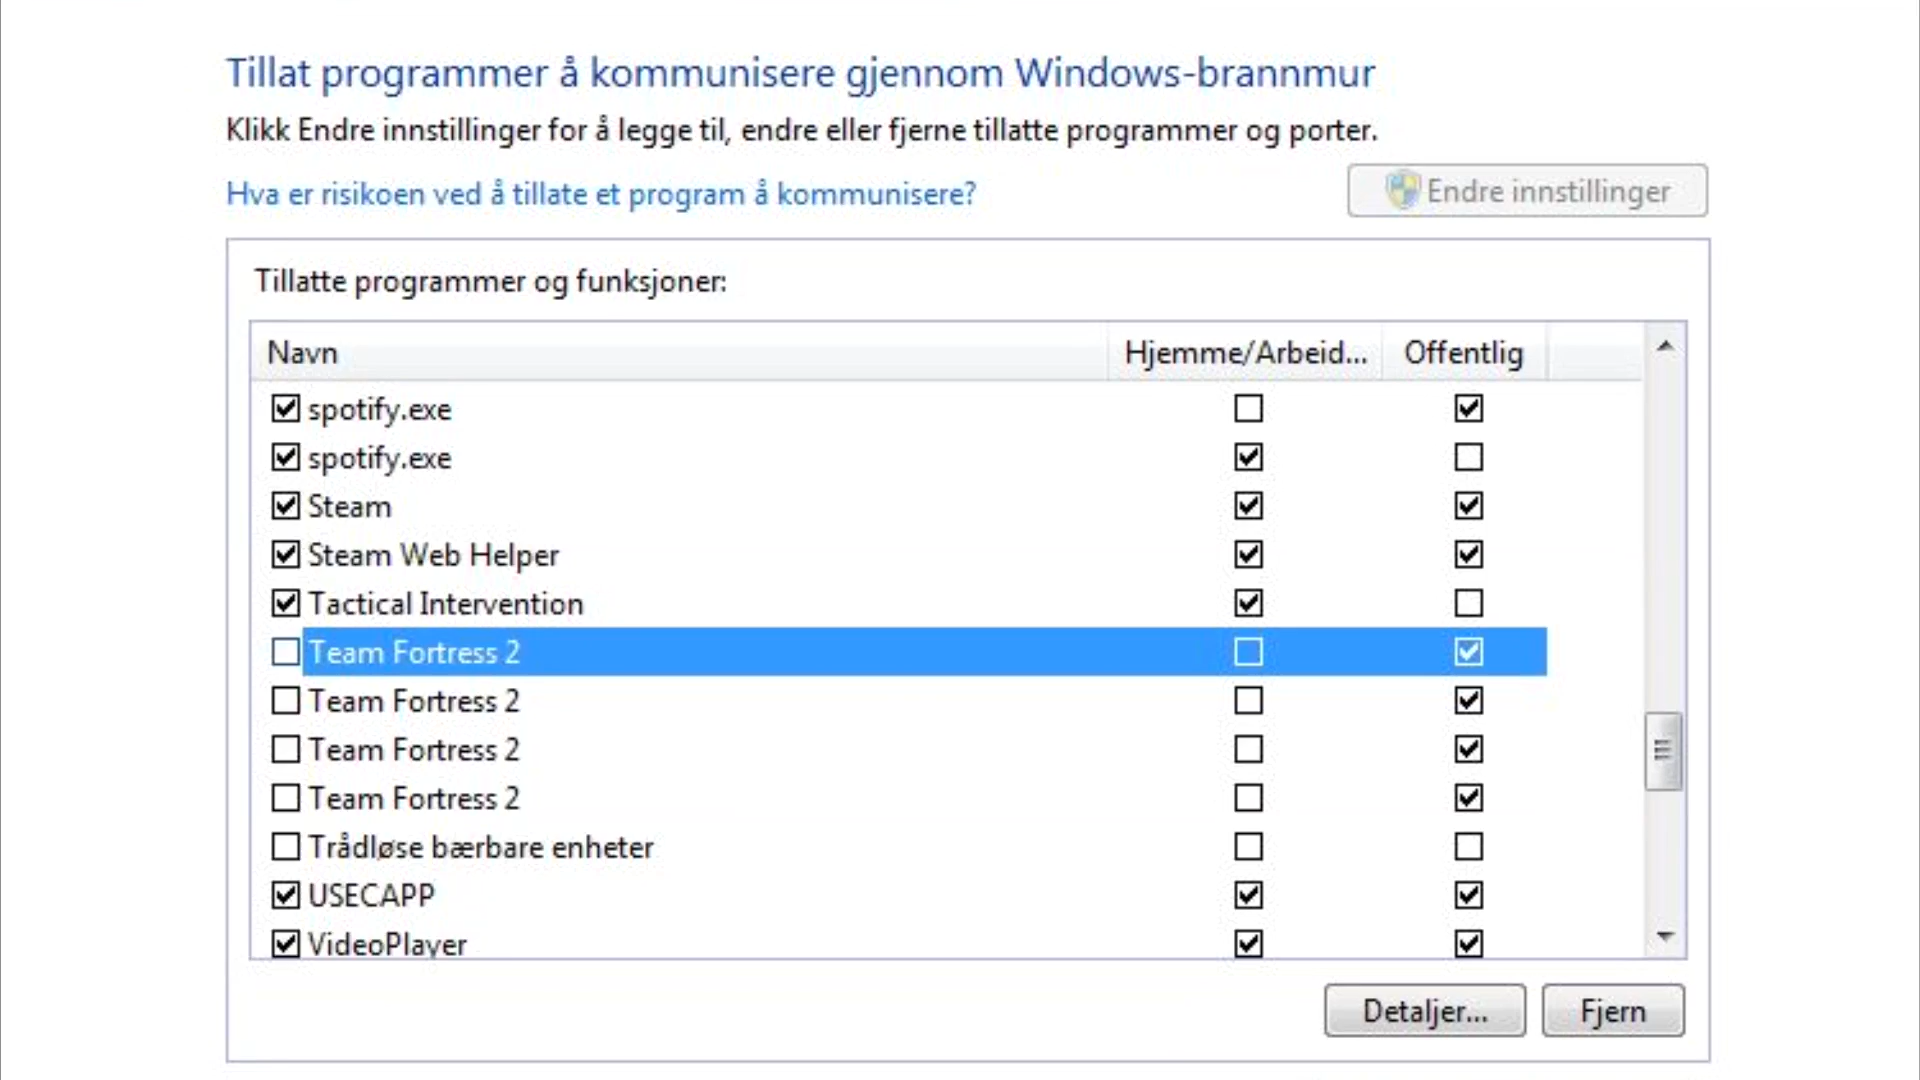 Tillat programmer å kommunisere gjennom Windows-brannmur
Klikk Endre innstillinger for å legge til, endre eller fjerne tillatte programmer og porter.
Hva er risikoen ved å tillate et program å kommunisere?
Endre innstillinger
Tillatte programmer og funksjoner:
Navn Hjemme/Arbeid... Offentlig
spotify.exe
spotify.exe
Steam
Steam Web Helper
Tactical Intervention
Team Fortress 2
Team Fortress 2
Team Fortress 2
Team Fortress 2
Trådløse bærbare enheter
USECAPP
VideoPlayer
Detaljer... Fjern